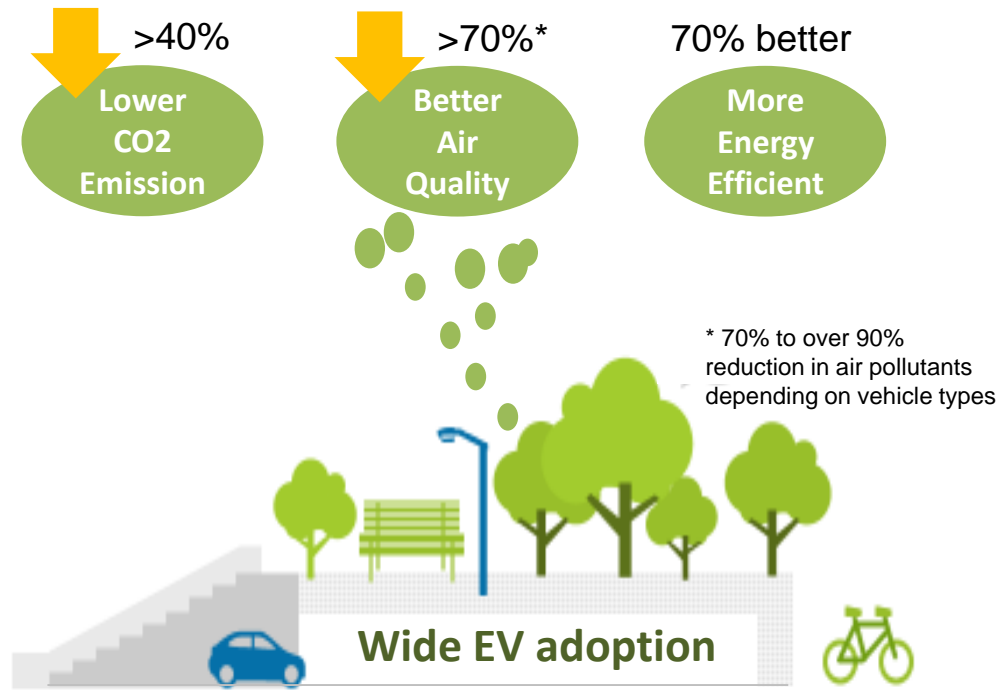 >40%
Lower
CO2
Emission
>70%*
Better
Air
Quality
70% better
More
Energy
Efficient
* 70% to over 90%
reduction in air pollutants
depending on vehicle types
Wide EV adoption